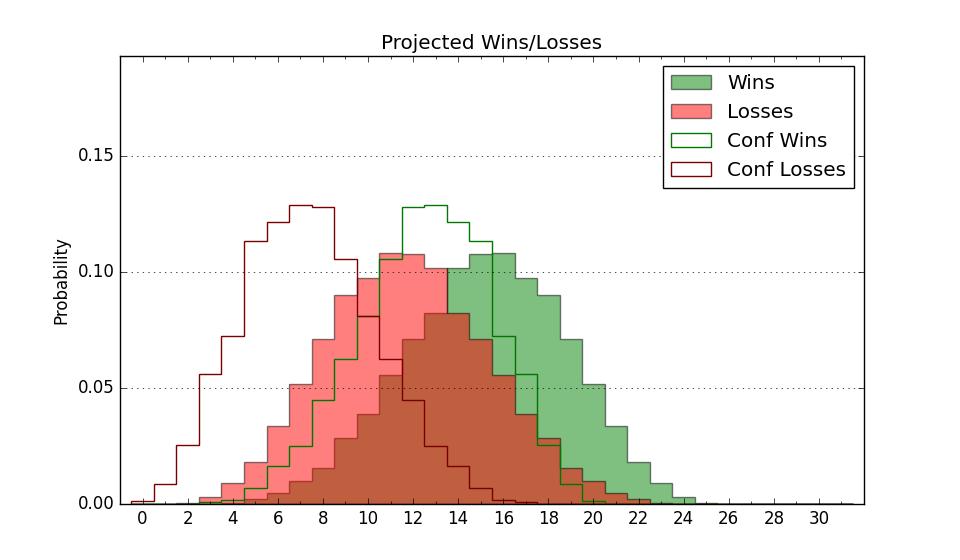 Projected Wins/Losses
Wins
Losses
Conf Wins
Conf Losses
Probability
0.15
0.10
0.05
0.00
0 2 4 6 8 10 12 14 16 18 20 22 24 26 28 30